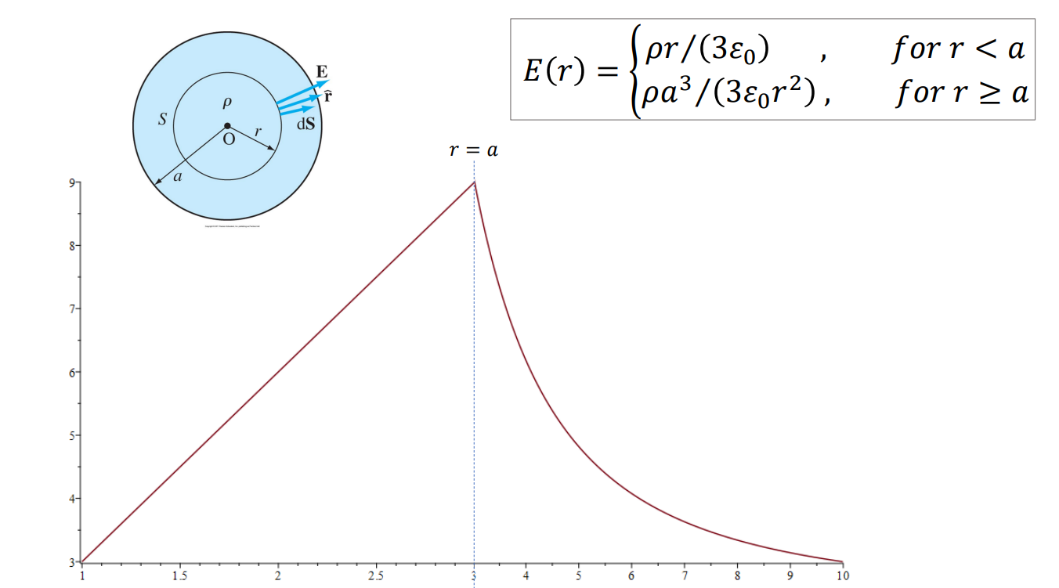 E(r) = {ρr/(3ε₀) , for r < a
ρa³/(3ε₀r²), for r ≥ a
E
r̂
dS
ρ
S
O
r
a
r = a
9
8
7
6
5
4
3
1 1.5 2 2.5 3 4 5 6 7 8 9 10